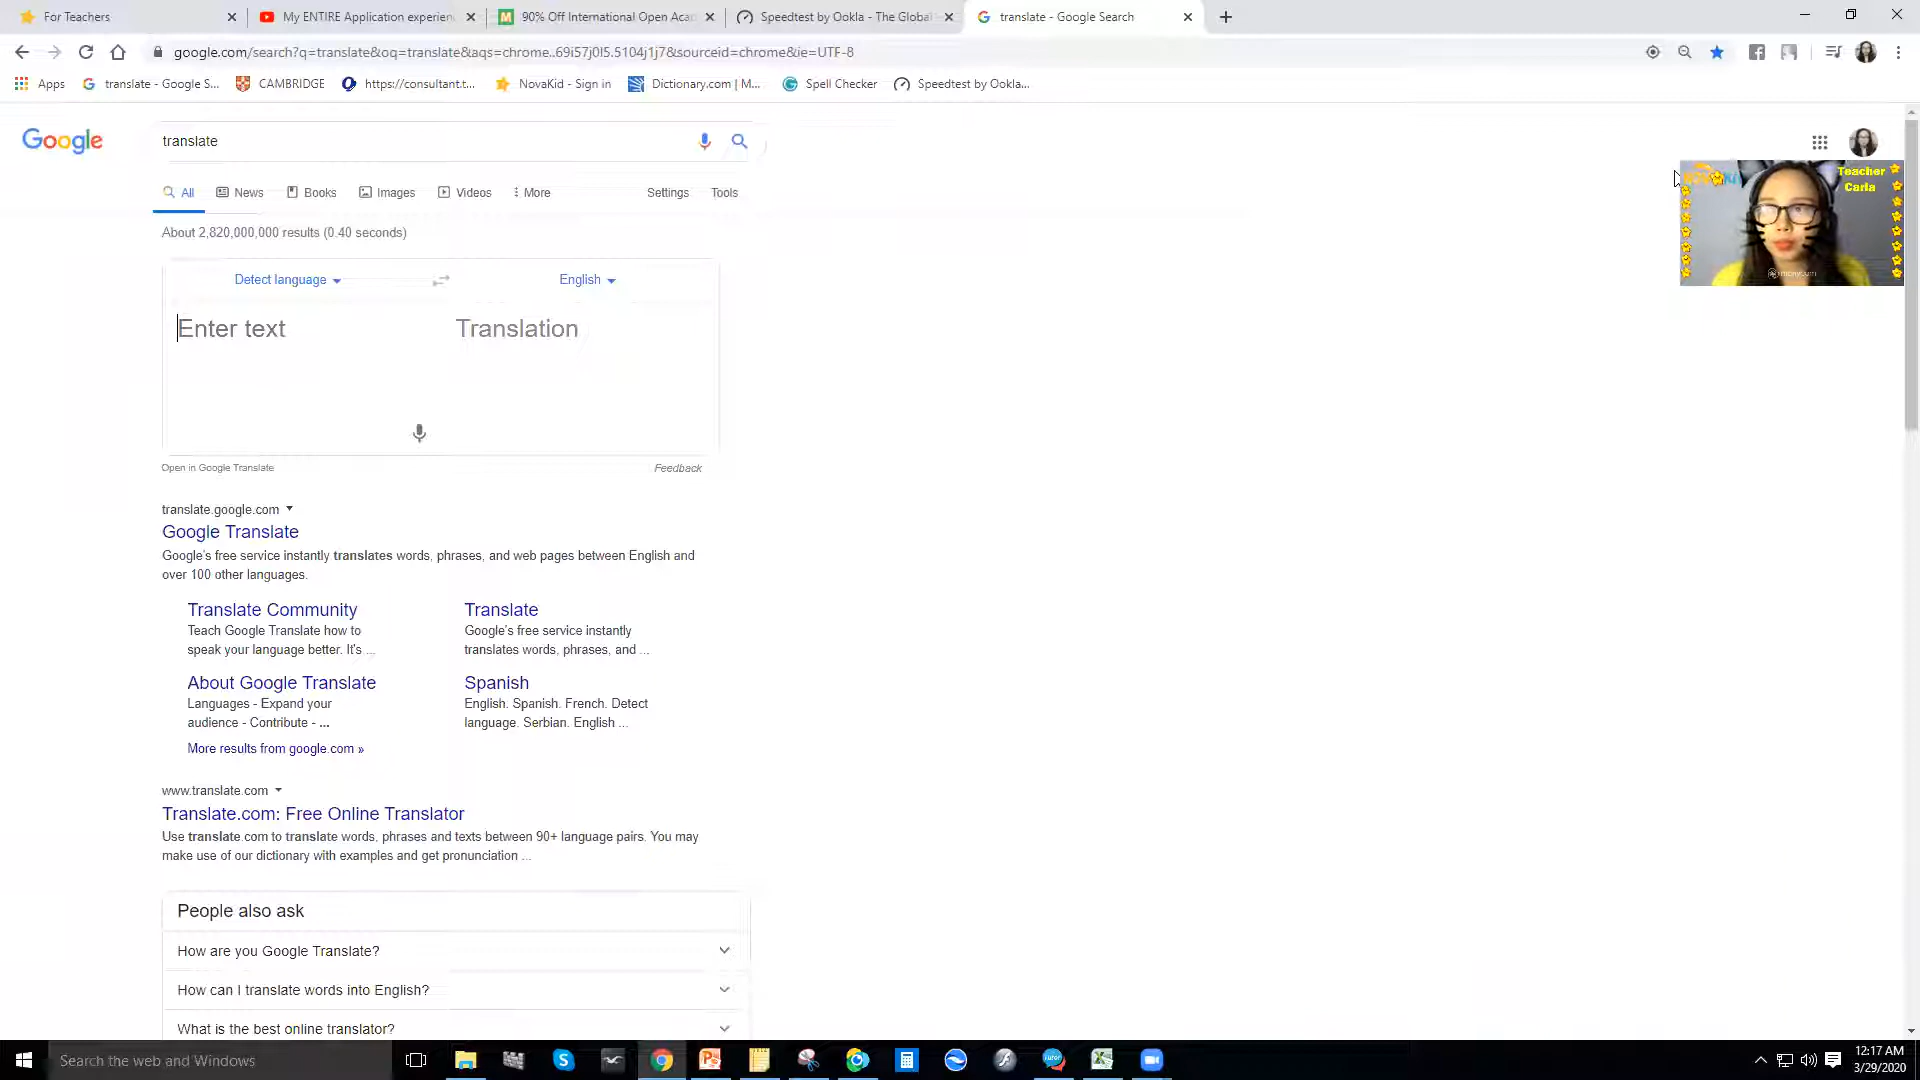 For Teachers
My ENTIRE Application experien
90% Off International Open Aca
Speedtest by Ookla - The Global
translate - Google Search
google.com/search?q=translate&oq=translate&aqs=chrome..69i57j0l5.5104j1j7&sourceid=chrome&ie=UTF-8
Apps
translate - Google S...
CAMBRIDGE
https://consultant.t...
NovaKid - Sign in
Dictionary.com | M...
Spell Checker
Speedtest by Ookla...
Google
translate
All
News
Books
Images
Videos
More
Settings
Tools
About 2,820,000,000 results (0.40 seconds)
Teacher
Carla
Detect language
English
Enter text
Translation
Open in Google Translate
Feedback
translate.google.com
Google Translate
Google's free service instantly translates words, phrases, and web pages between English and
over 100 other languages.
Translate Community
Teach Google Translate how to
speak your language better. It's ...
Translate
Google's free service instantly
translates words, phrases, and ...
About Google Translate
Languages - Expand your
audience - Contribute - ...
Spanish
English. Spanish. French. Detect
language. Serbian. English ...
More results from google.com »
www.translate.com
Translate.com: Free Online Translator
Use translate.com to translate words, phrases and texts between 90+ language pairs. You may
make use of our dictionary with examples and get pronunciation ...
People also ask
How are you Google Translate?
How can I translate words into English?
What is the best online translator?
Search the web and Windows
12:17 AM
3/29/2020